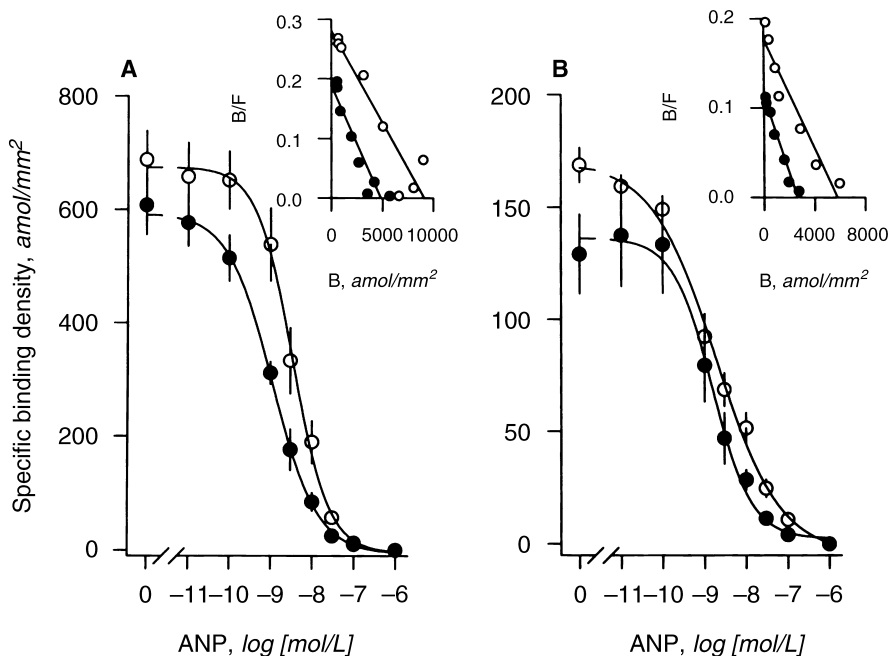 A
Specific binding density, amol/mm²
800
600
400
200
0
0 –11 –10 –9 –8 –7 –6
ANP, log [mol/L]
B/F
0.3
0.2
0.1
0.0
0 5000 10000
B, amol/mm²
B
200
150
100
50
0
0 –11 –10 –9 –8 –7 –6
ANP, log [mol/L]
B/F
0.2
0.1
0.0
0 4000 8000
B, amol/mm²